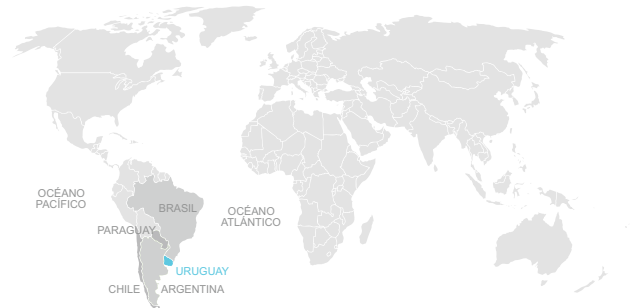 OCÉANO
PACÍFICO
BRASIL
OCÉANO
ATLÁNTICO
PARAGUAY
URUGUAY
CHILE
ARGENTINA